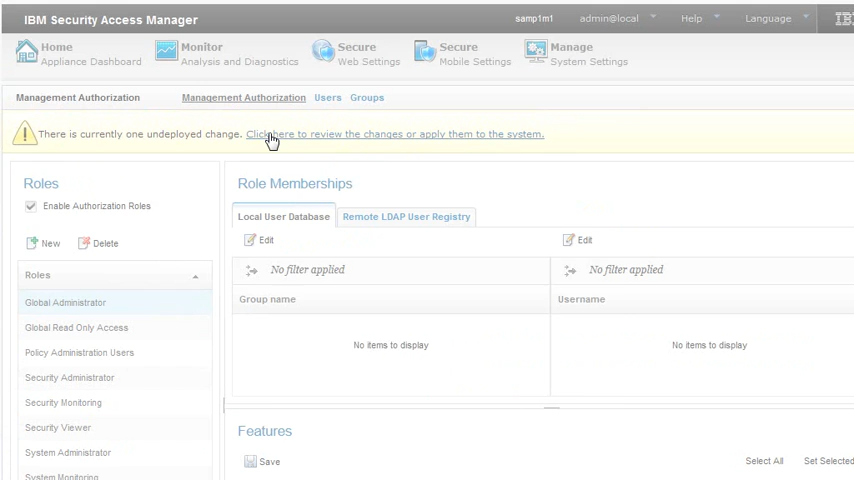 IBM Security Access Manager samp1m1 admin@local Help Language IBM
Home Monitor Secure Secure Manage
Appliance Dashboard Analysis and Diagnostics Web Settings Mobile Settings System Settings
Management Authorization Management Authorization Users Groups
There is currently one undeployed change. Click here to review the changes or apply them to the system.
Roles
Enable Authorization Roles
New Delete
Roles
Global Administrator
Global Read Only Access
Policy Administration Users
Security Administrator
Security Monitoring
Security Viewer
System Administrator
System Monitoring
Role Memberships
Local User Database Remote LDAP User Registry
Edit Edit
No filter applied No filter applied
Group name Username
No items to display No items to display
Features
Save Select All Set Selected